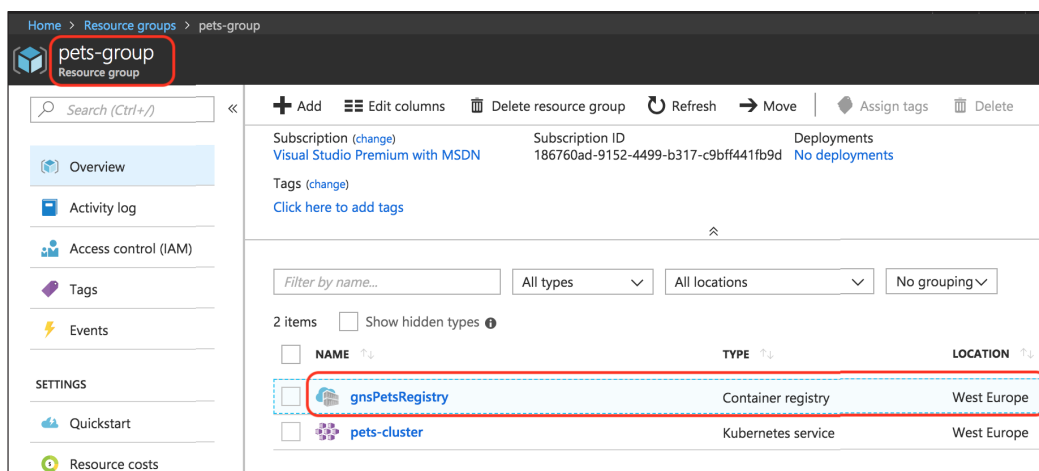 Home > Resource groups > pets-group
pets-group
Resource group
Search (Ctrl+/)
Overview
Activity log
Access control (IAM)
Tags
Events
SETTINGS
Quickstart
Resource costs
Add Edit columns Delete resource group Refresh Move Assign tags Delete
Subscription (change) Subscription ID Deployments
Visual Studio Premium with MSDN 186760ad-9152-4499-b317-c9bff441fb9d No deployments
Tags (change)
Click here to add tags
Filter by name... All types All locations No grouping
2 items Show hidden types
NAME TYPE LOCATION
gnsPetsRegistry Container registry West Europe
pets-cluster Kubernetes service West Europe